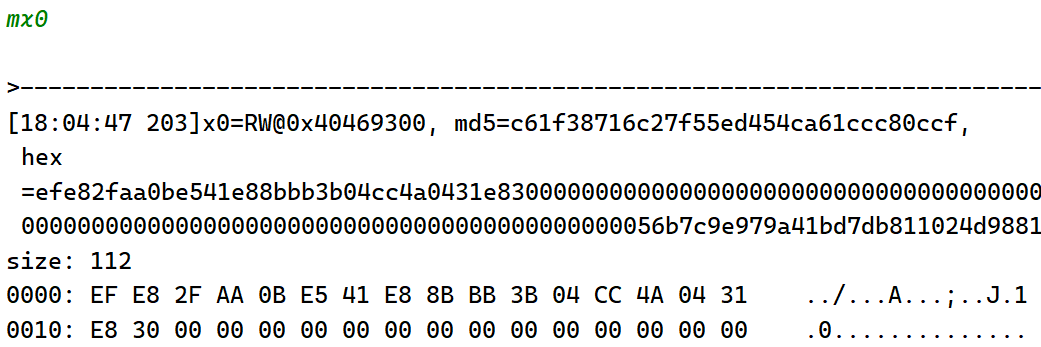 mx0
>-------------------------------------------------------------------------
[18:04:47 203]x0=RW@0x40469300, md5=c61f38716c27f55ed454ca61ccc80ccf,
hex
=efe82faa0be541e88bbb3b04cc4a0431e830000000000000000000000000000000000000
0000000000000000000000000000000000000000000056b7c9e979a41bd7db811024d9881
size: 112
0000: EF E8 2F AA 0B E5 41 E8 8B BB 3B 04 CC 4A 04 31    ../...A...;..J.1
0010: E8 30 00 00 00 00 00 00 00 00 00 00 00 00 00 00    .0..............